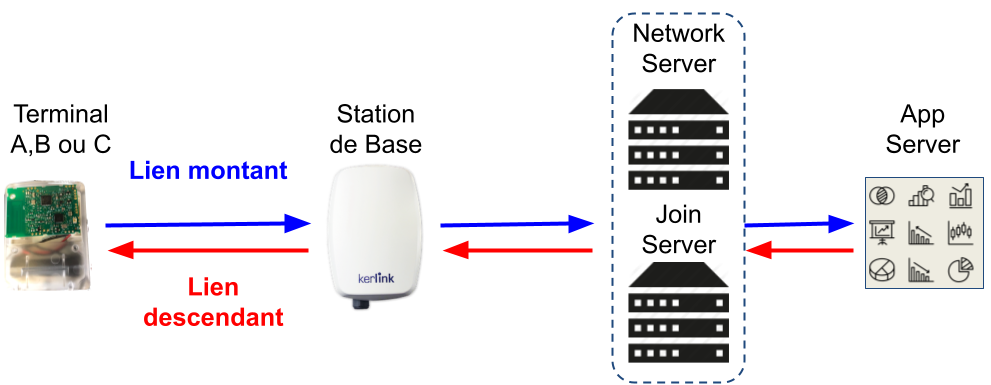 Terminal
A,B ou C
Lien montant
Lien
descendant
Station
de Base
kerlink
Network
Server
Join
Server
App
Server